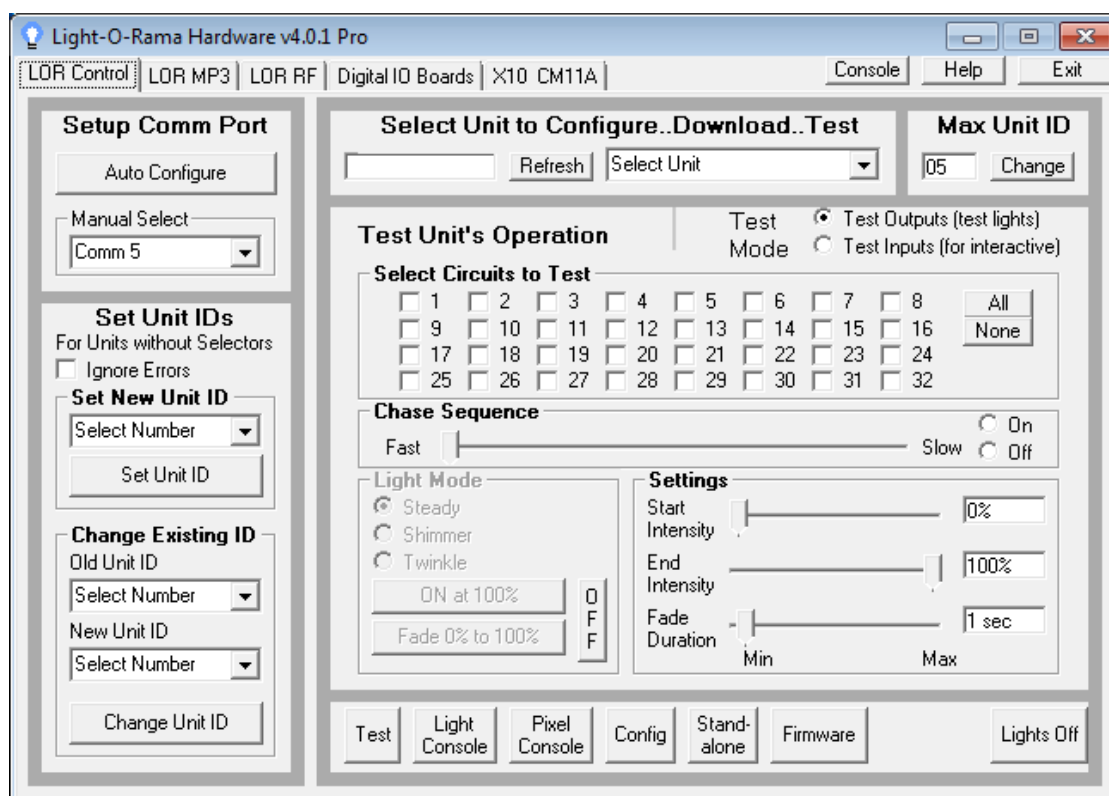 Light-O-Rama Hardware v4.0.1 Pro
LOR Control LOR MP3 LOR RF Digital IO Boards X10 CM11A Console Help Exit
Setup Comm Port
Auto Configure
Manual Select
Comm 5
Set Unit IDs
For Units without Selectors
Ignore Errors
Set New Unit ID
Select Number
Set Unit ID
Change Existing ID
Old Unit ID
Select Number
New Unit ID
Select Number
Change Unit ID
Select Unit to Configure..Download..Test
Refresh Select Unit
Max Unit ID
05 Change
Test Unit's Operation
Test Mode
Test Outputs (test lights)
Test Inputs (for interactive)
Select Circuits to Test
1 2 3 4 5 6 7 8
9 10 11 12 13 14 15 16
17 18 19 20 21 22 23 24
25 26 27 28 29 30 31 32
All
None
Chase Sequence
Fast Slow
On
Off
Light Mode
Steady
Shimmer
Twinkle
ON at 100%
Fade 0% to 100%
OFF
Settings
Start Intensity 0%
End Intensity 100%
Fade Duration 1 sec
Min Max
Test Light Console Pixel Console Config Stand-alone Firmware Lights Off